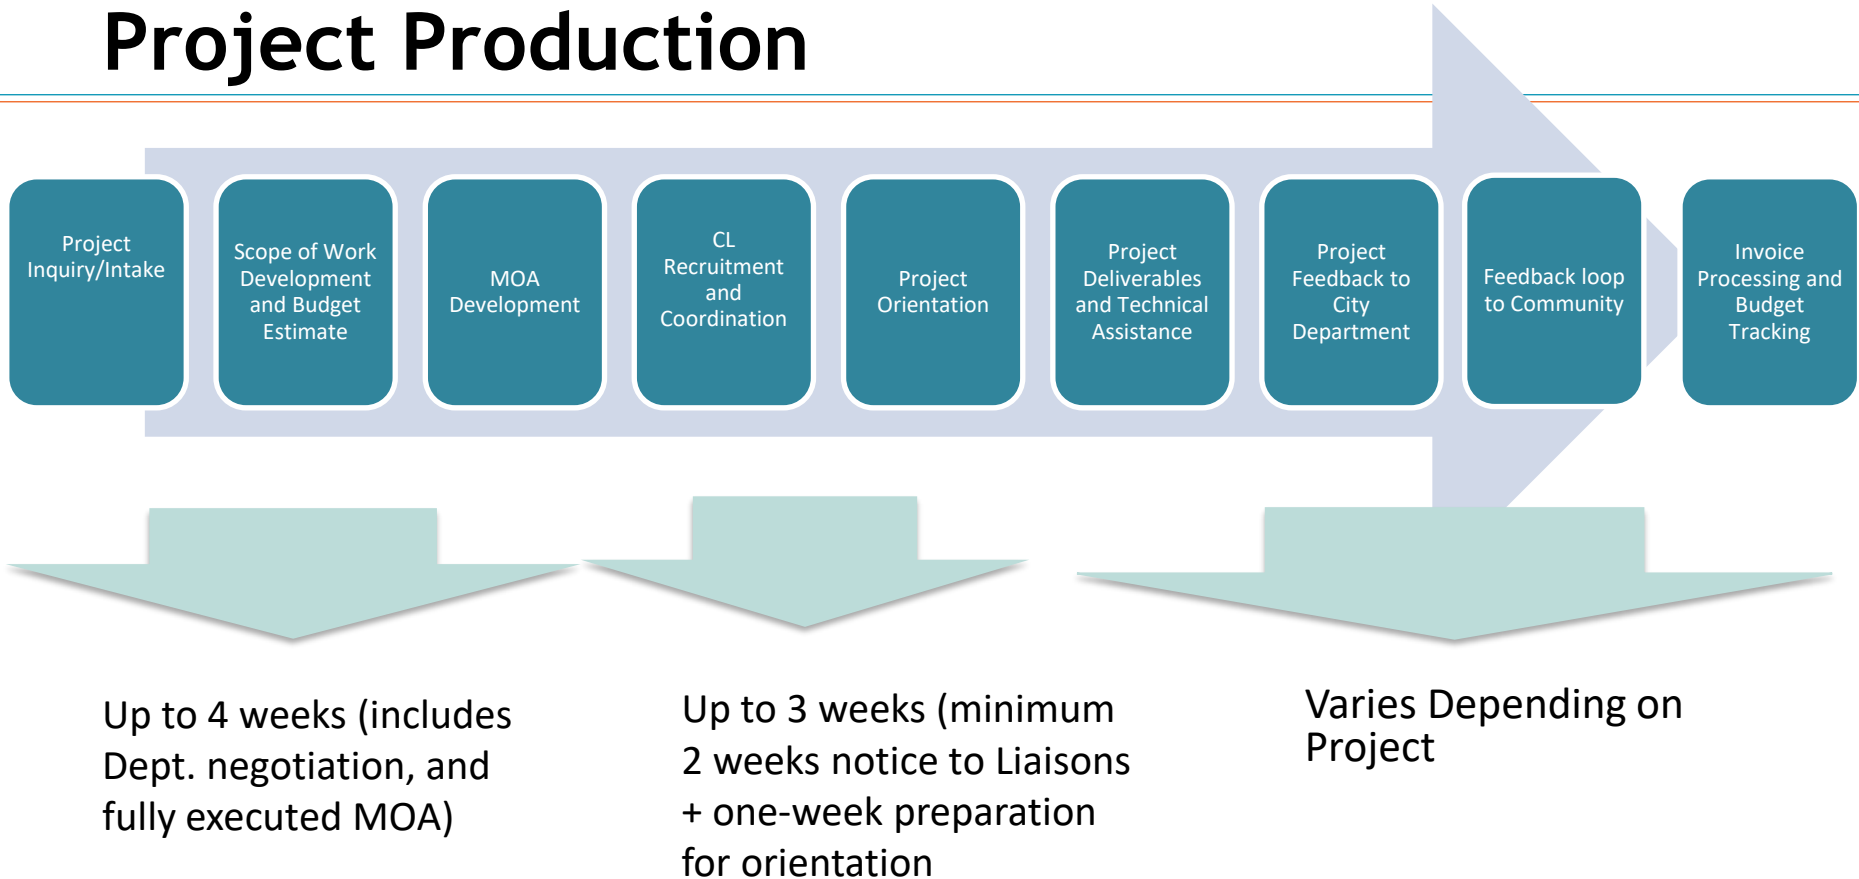 Project Production
Project
Inquiry/Intake
Scope of Work
Development
and Budget
Estimate
MOA
Development
CL
Recruitment
and
Coordination
Project
Orientation
Project
Deliverables
and Technical
Assistance
Project
Feedback to
City
Department
Feedback loop
to Community
Invoice
Processing and
Budget
Tracking
Up to 4 weeks (includes
Dept. negotiation, and
fully executed MOA)
Up to 3 weeks (minimum
2 weeks notice to Liaisons
+ one-week preparation
for orientation
Varies Depending on
Project